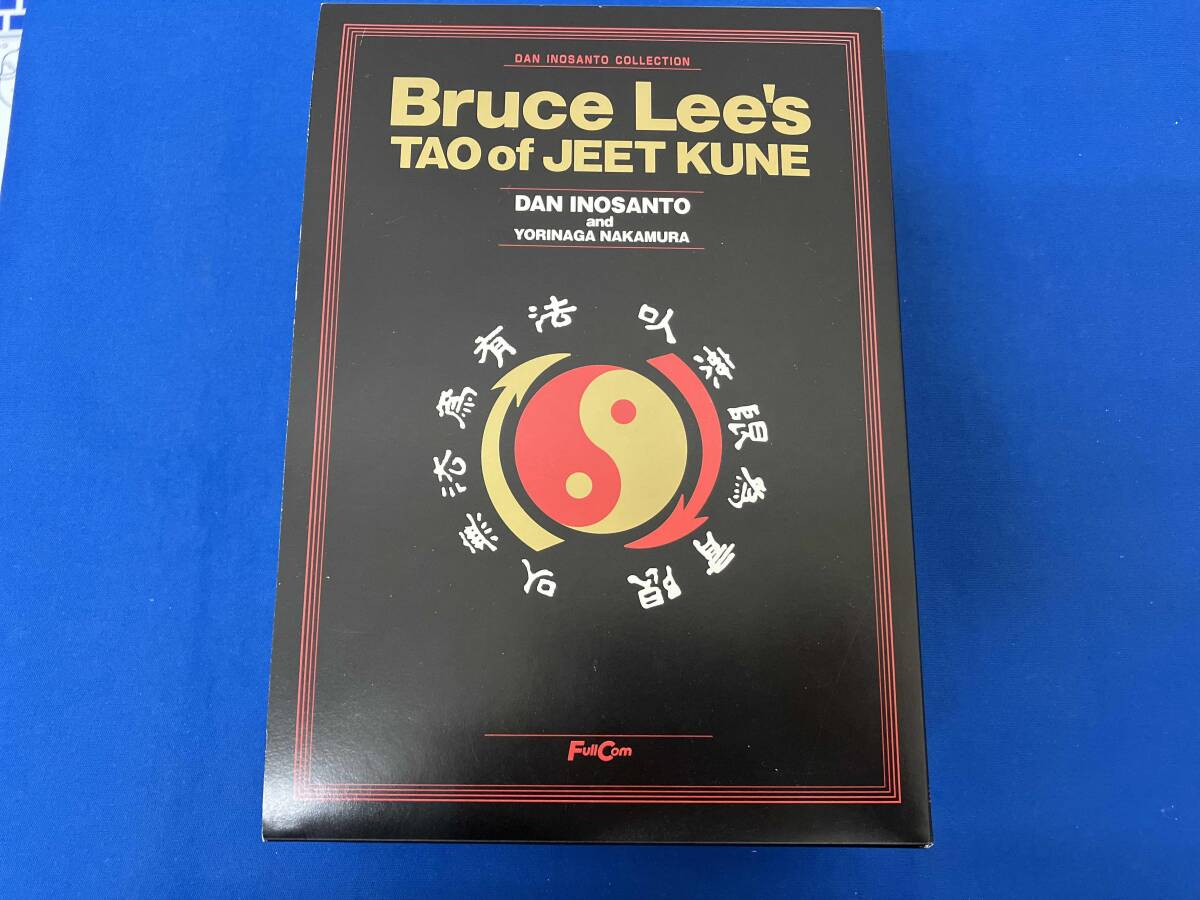 DAN INOSANTO COLLECTION
Bruce Lee's
TAO of JEET KUNE
DAN INOSANTO
and
YORINAGA NAKAMURA
以無限為有限
以無法為有法
FullCom